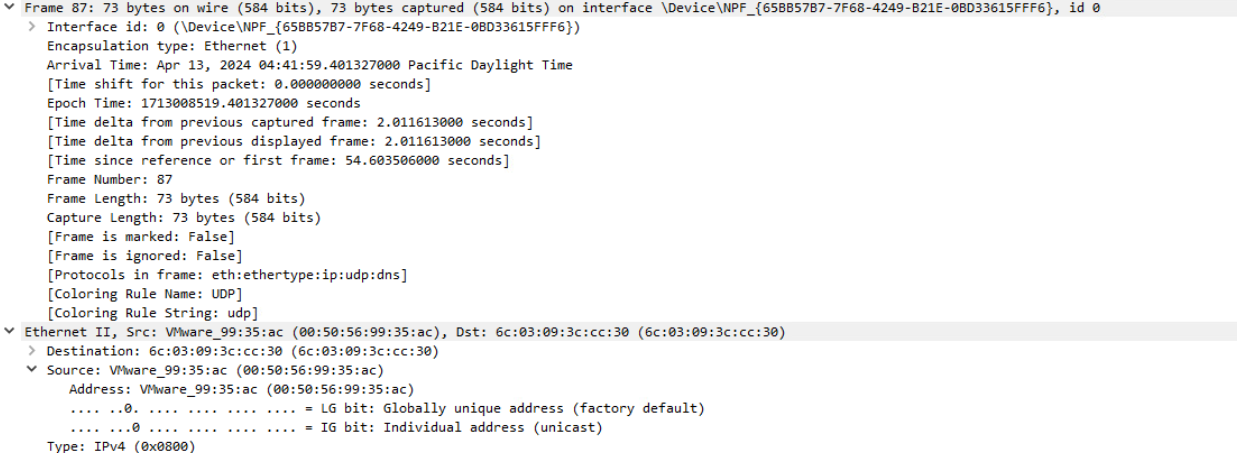 Frame 87: 73 bytes on wire (584 bits), 73 bytes captured (584 bits) on interface \Device\NPF_{65BB57B7-7F68-4249-B21E-0BD33615FFF6}, id 0
Interface id: 0 (\Device\NPF_{65BB57B7-7F68-4249-B21E-0BD33615FFF6})
Encapsulation type: Ethernet (1)
Arrival Time: Apr 13, 2024 04:41:59.401327000 Pacific Daylight Time
[Time shift for this packet: 0.000000000 seconds]
Epoch Time: 1713008519.401327000 seconds
[Time delta from previous captured frame: 2.011613000 seconds]
[Time delta from previous displayed frame: 2.011613000 seconds]
[Time since reference or first frame: 54.603506000 seconds]
Frame Number: 87
Frame Length: 73 bytes (584 bits)
Capture Length: 73 bytes (584 bits)
[Frame is marked: False]
[Frame is ignored: False]
[Protocols in frame: eth:ethertype:ip:udp:dns]
[Coloring Rule Name: UDP]
[Coloring Rule String: udp]
Ethernet II, Src: VMware_99:35:ac (00:50:56:99:35:ac), Dst: 6c:03:09:3c:cc:30 (6c:03:09:3c:cc:30)
Destination: 6c:03:09:3c:cc:30 (6c:03:09:3c:cc:30)
Source: VMware_99:35:ac (00:50:56:99:35:ac)
Address: VMware_99:35:ac (00:50:56:99:35:ac)
.... ..0. .... .... .... .... = LG bit: Globally unique address (factory default)
.... ...0 .... .... .... .... = IG bit: Individual address (unicast)
Type: IPv4 (0x0800)